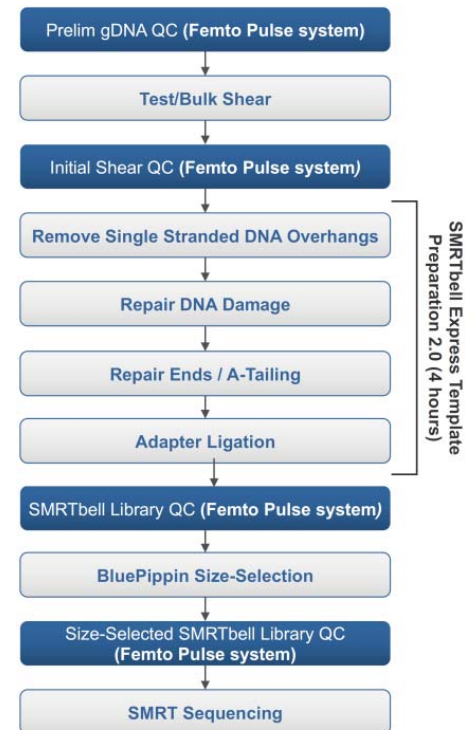 Prelim gDNA QC (Femto Pulse system)
Test/Bulk Shear
Initial Shear QC (Femto Pulse system)
Remove Single Stranded DNA Overhangs
Repair DNA Damage
Repair Ends / A-Tailing
Adapter Ligation
SMRTbell Express Template
Preparation 2.0 (4 hours)
SMRTbell Library QC (Femto Pulse system)
BluePippin Size-Selection
Size-Selected SMRTbell Library QC
(Femto Pulse system)
SMRT Sequencing